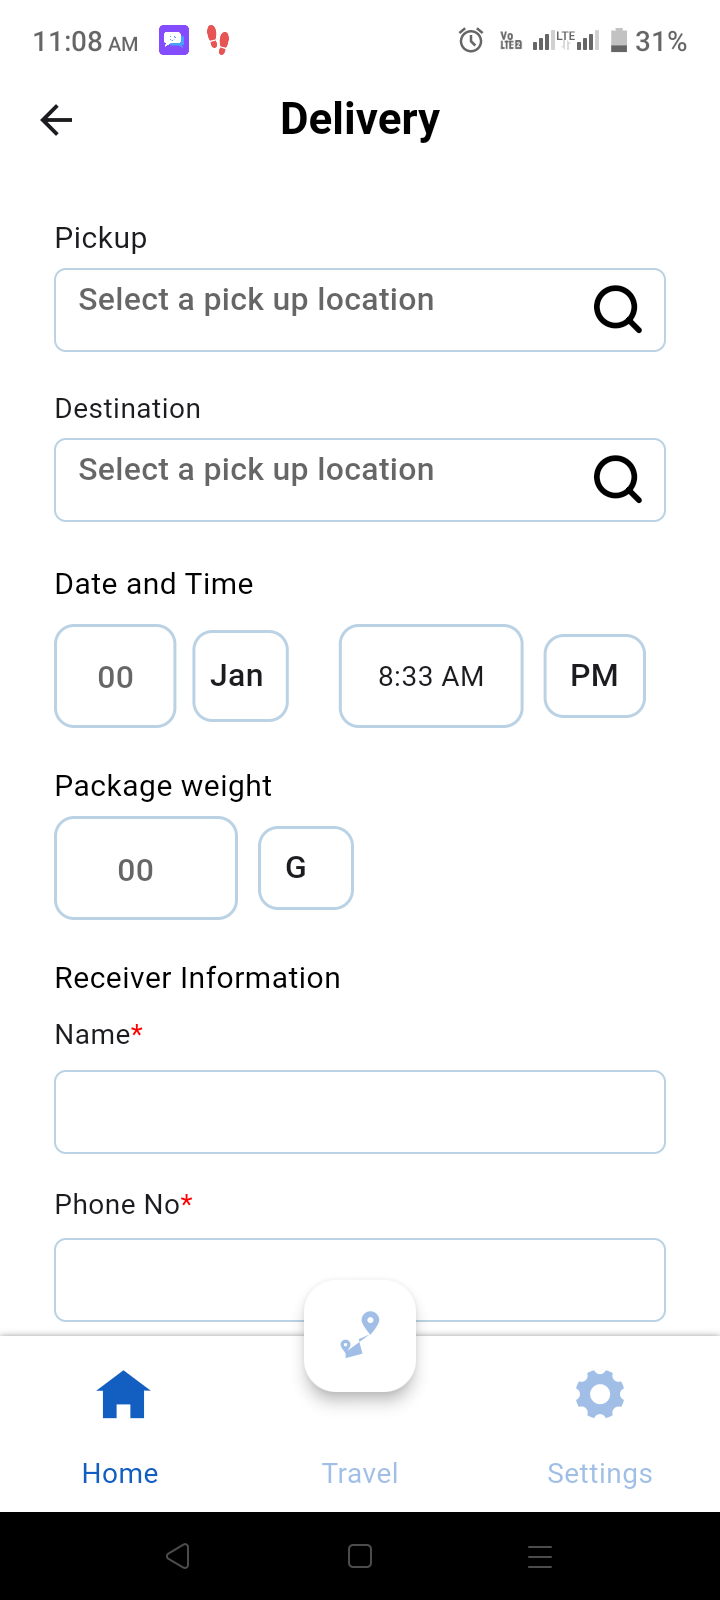 11:08 AM Vo LTE2 LTE 31%
Delivery
Pickup
Select a pick up location
Destination
Select a pick up location
Date and Time
00 Jan 8:33 AM PM
Package weight
00 G
Receiver Information
Name*
Phone No*
Home Travel Settings